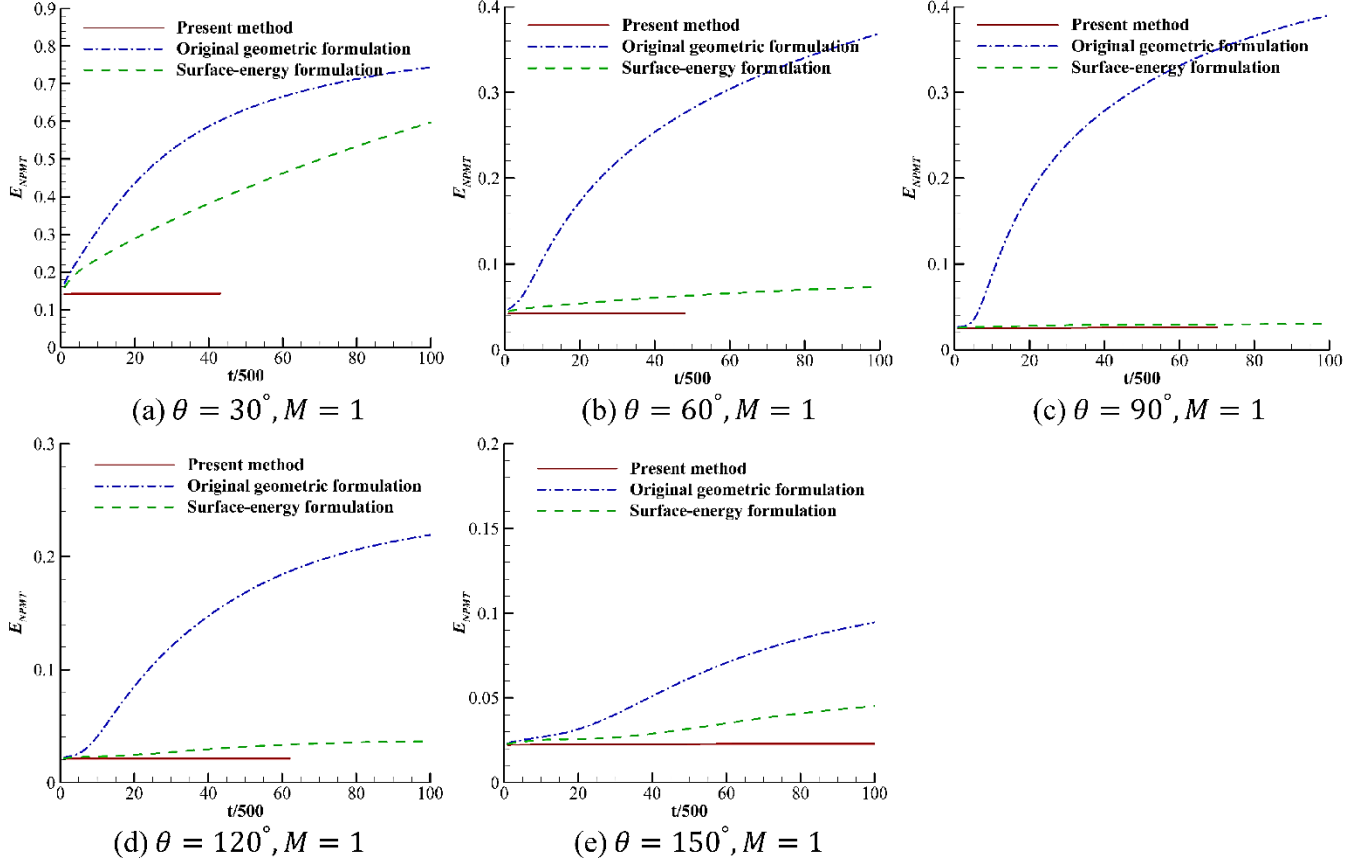 0.9
0.8
0.7
0.6
0.5
0.4
0.3
0.2
0.1
0
E_NPMT
Present method
Original geometric formulation
Surface-energy formulation
0 20 40 60 80 100
t/500
(a) θ = 30°, M = 1
0.4
0.3
0.2
0.1
0
E_NPMT
Present method
Original geometric formulation
Surface-energy formulation
0 20 40 60 80 100
t/500
(b) θ = 60°, M = 1
0.4
0.3
0.2
0.1
0
E_NPMT
Present method
Original geometric formulation
Surface-energy formulation
0 20 40 60 80 100
t/500
(c) θ = 90°, M = 1
0.3
0.2
0.1
0
E_NPMT
Present method
Original geometric formulation
Surface-energy formulation
0 20 40 60 80 100
t/500
(d) θ = 120°, M = 1
0.2
0.15
0.1
0.05
0
E_NPMT
Present method
Original geometric formulation
Surface-energy formulation
0 20 40 60 80 100
t/500
(e) θ = 150°, M = 1